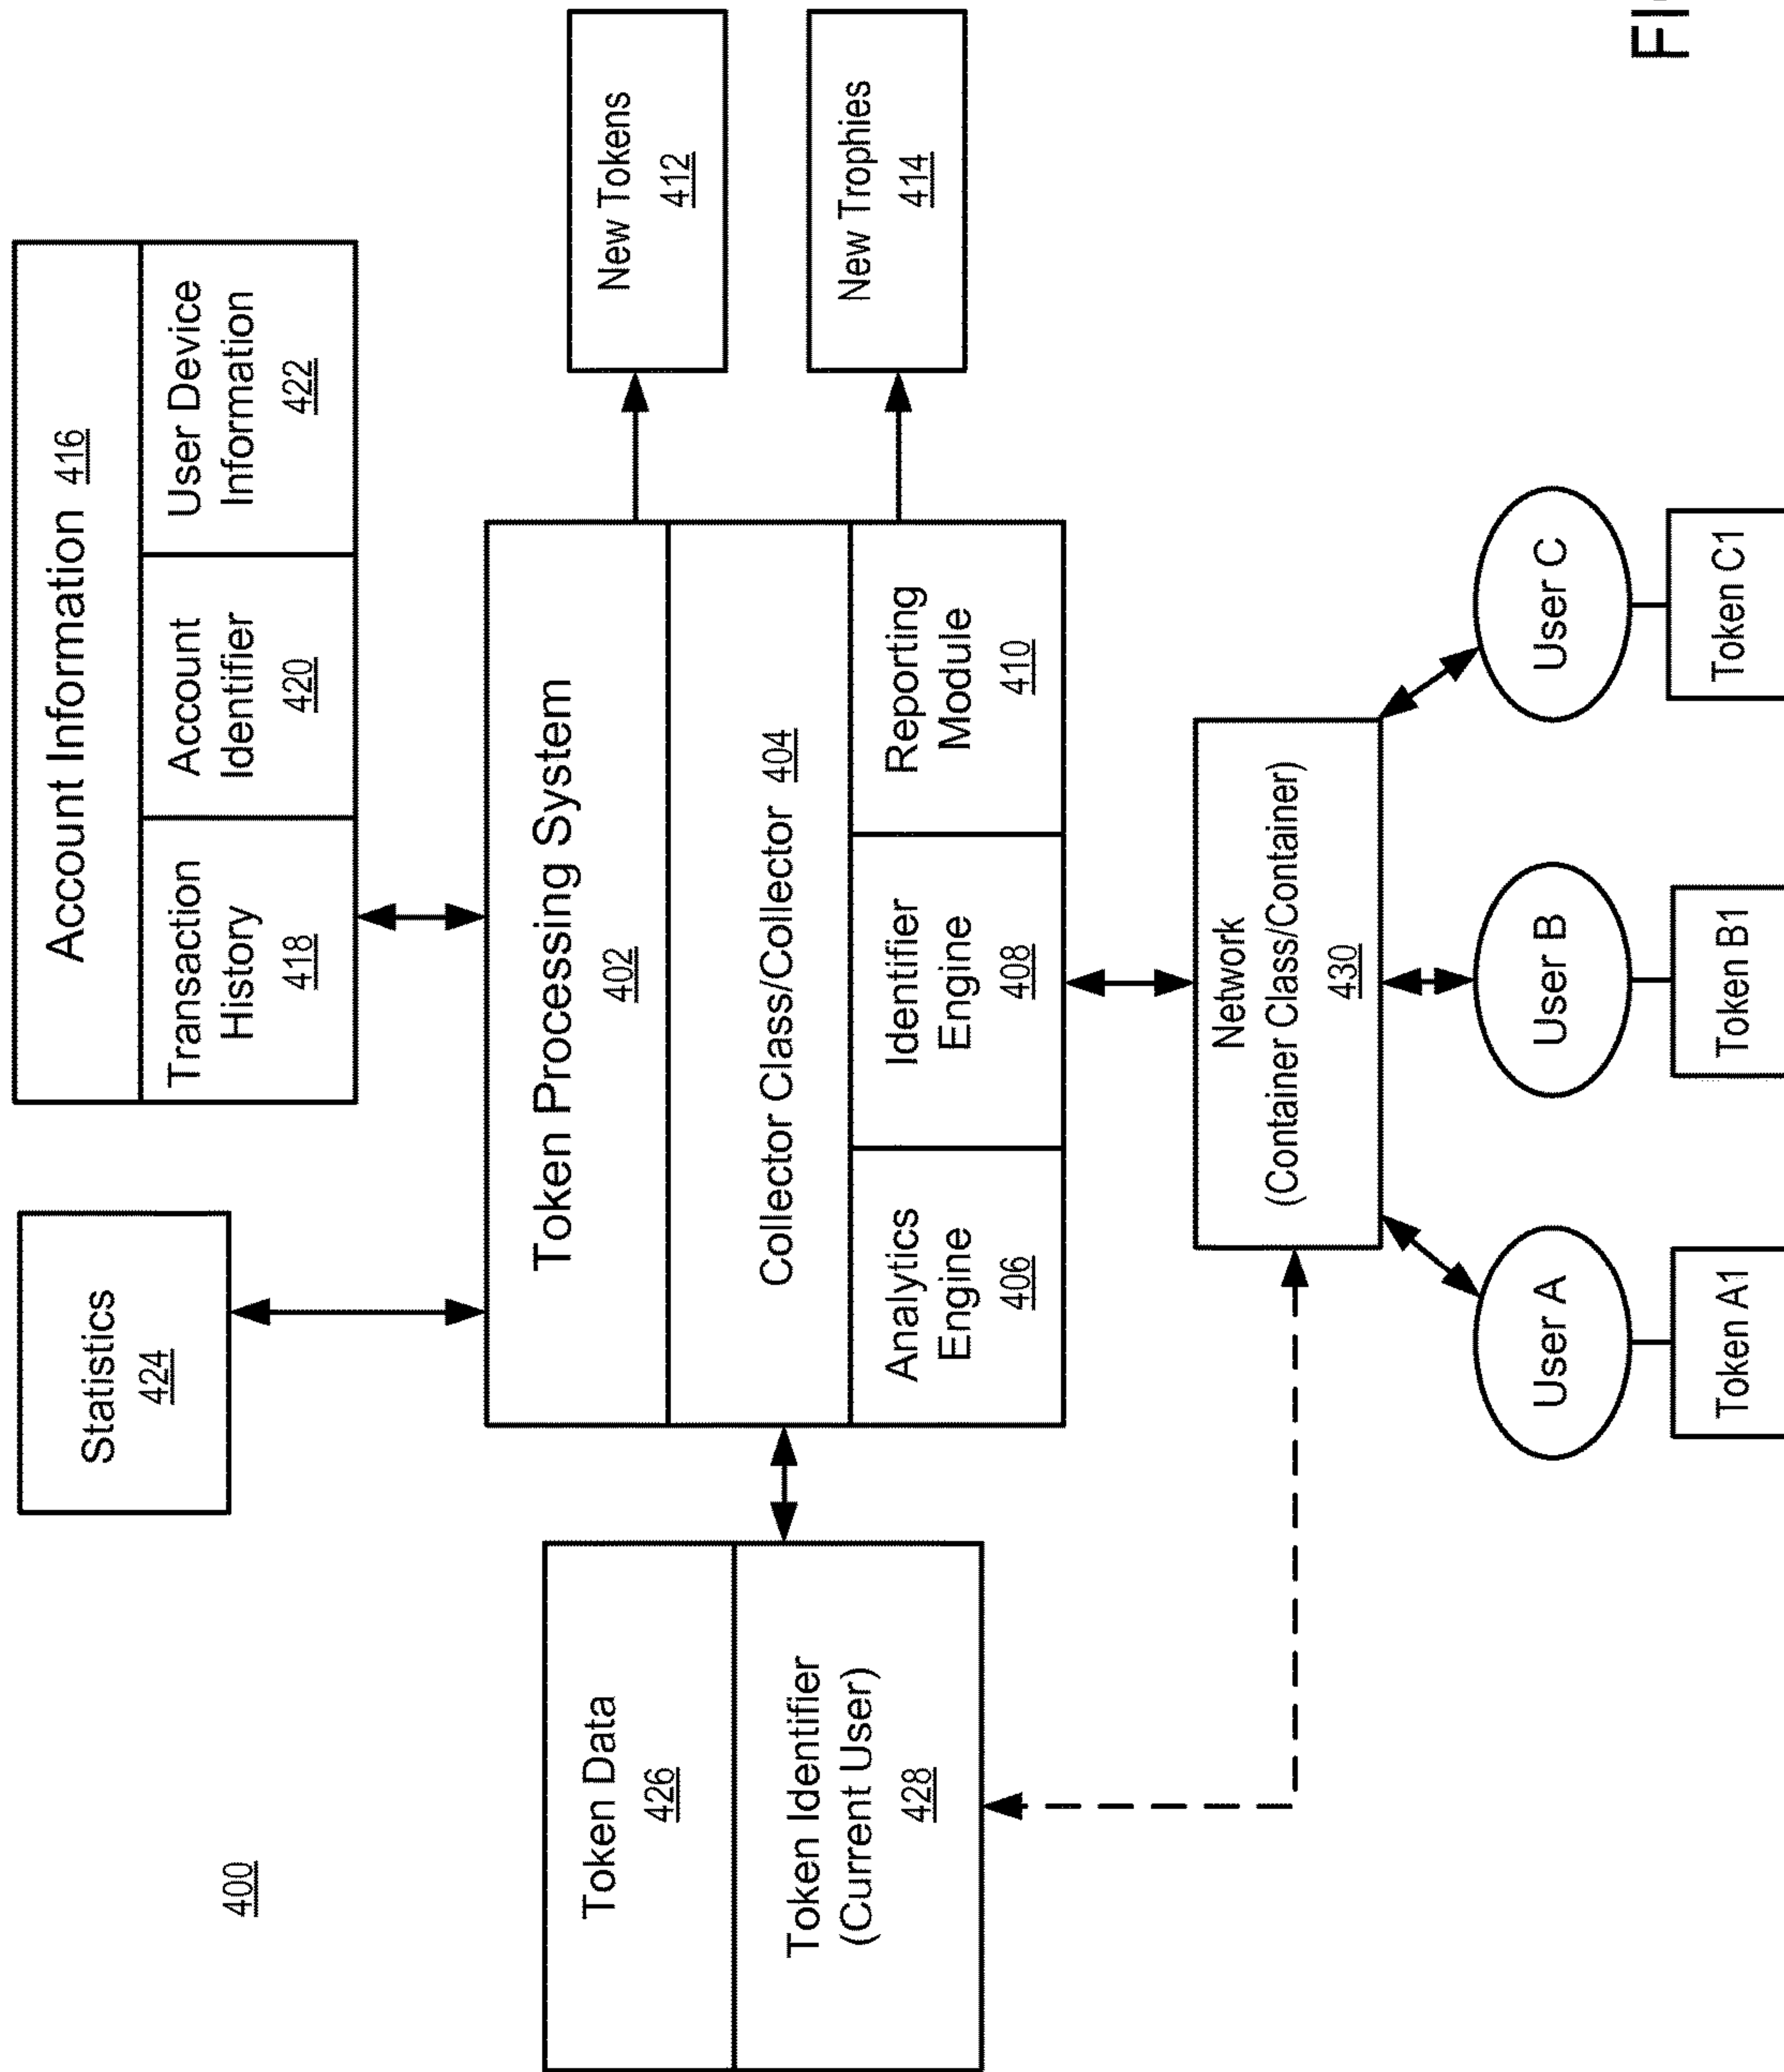 400
Statistics
424
Account Information 416
Transaction
History
418
Account
Identifier
420
User Device
Information
422
Token Data
426
Token Identifier
(Current User)
428
Token Processing System
402
Collector Class/Collector 404
Analytics
Engine
406
Identifier
Engine
408
Reporting
Module
410
New Tokens
412
New Trophies
414
Network
(Container Class/Container)
430
User A
Token A1
User B
Token B1
User C
Token C1